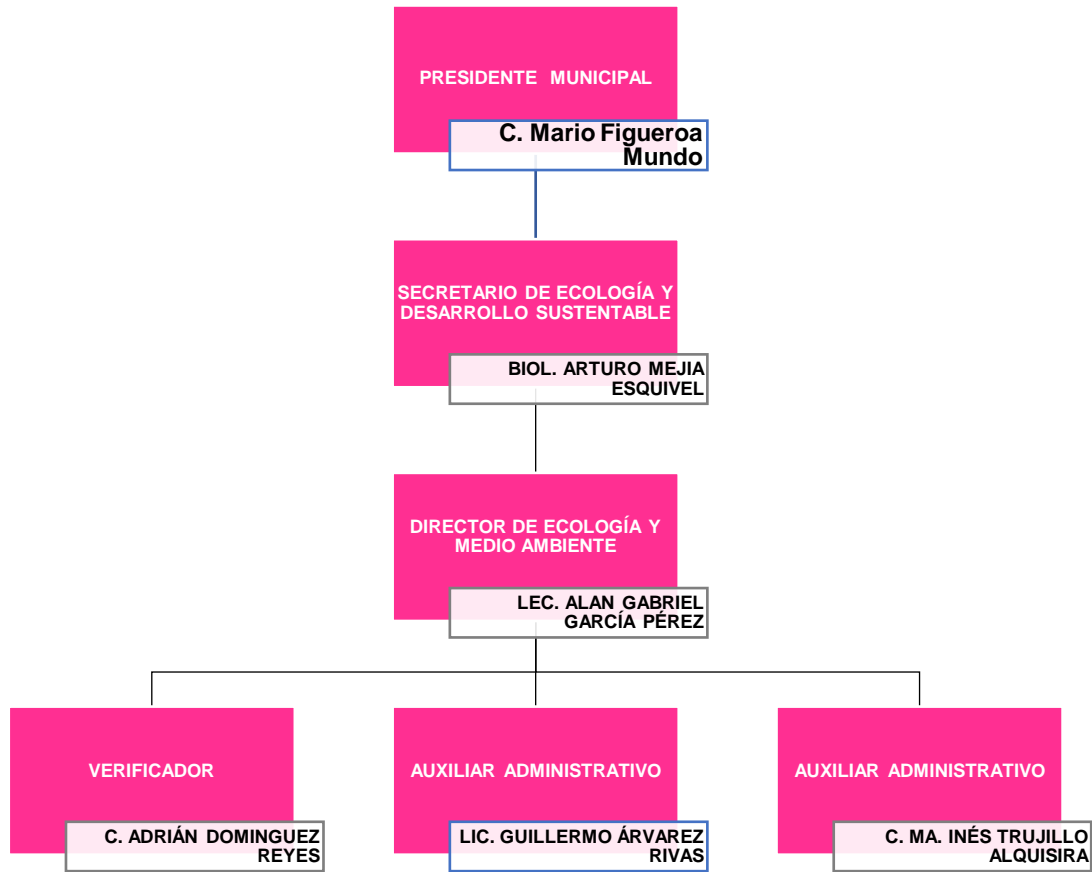 PRESIDENTE MUNICIPAL
C. Mario Figueroa
Mundo
SECRETARIO DE ECOLOGÍA Y
DESARROLLO SUSTENTABLE
BIOL. ARTURO MEJIA
ESQUIVEL
DIRECTOR DE ECOLOGÍA Y
MEDIO AMBIENTE
LEC. ALAN GABRIEL
GARCÍA PÉREZ
VERIFICADOR
C. ADRIÁN DOMINGUEZ
REYES
AUXILIAR ADMINISTRATIVO
LIC. GUILLERMO ÁRVAREZ
RIVAS
AUXILIAR ADMINISTRATIVO
C. MA. INÉS TRUJILLO
ALQUISIRA